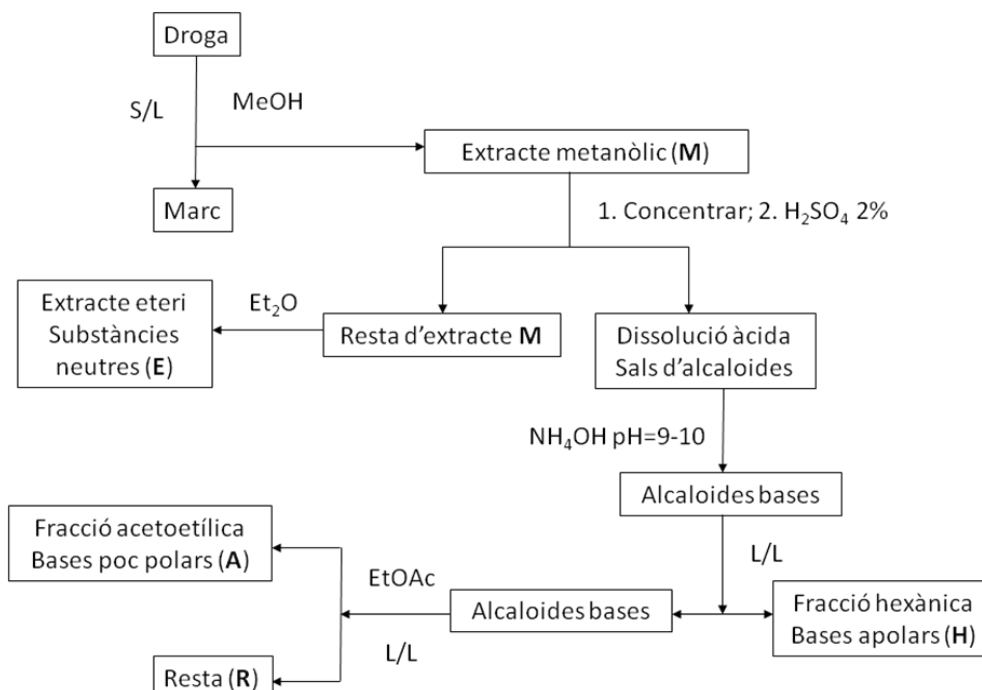 Droga
S/L
MeOH
Extracte metanòlic (M)
Marc
1. Concentrar; 2. H₂SO₄ 2%
Extracte eteri
Substàncies
neutres (E)
Et₂O
Resta d'extracte M
Dissolució àcida
Sals d'alcaloides
NH₄OH pH=9-10
Alcaloides bases
Fracció acetoetílica
Bases poc polars (A)
L/L
EtOAc
Alcaloides bases
Fracció hexànica
Bases apolars (H)
L/L
Resta (R)